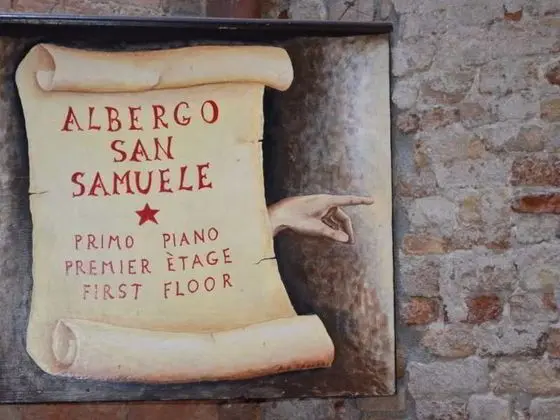 ALBERGO
SAN
SAMUELE
PRIMO PIANO
PREMIER ÈTAGE
FIRST FLOOR